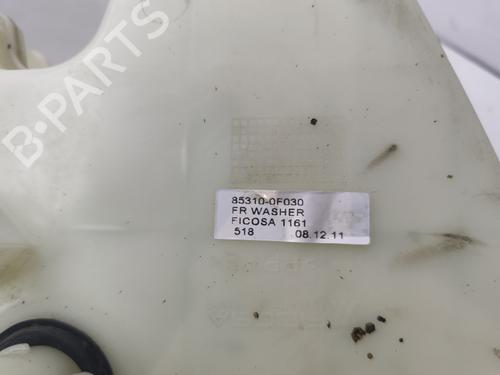 B-PARTS
85310-0F030
FR WASHER
FICOSA 1161
518 08.12.11